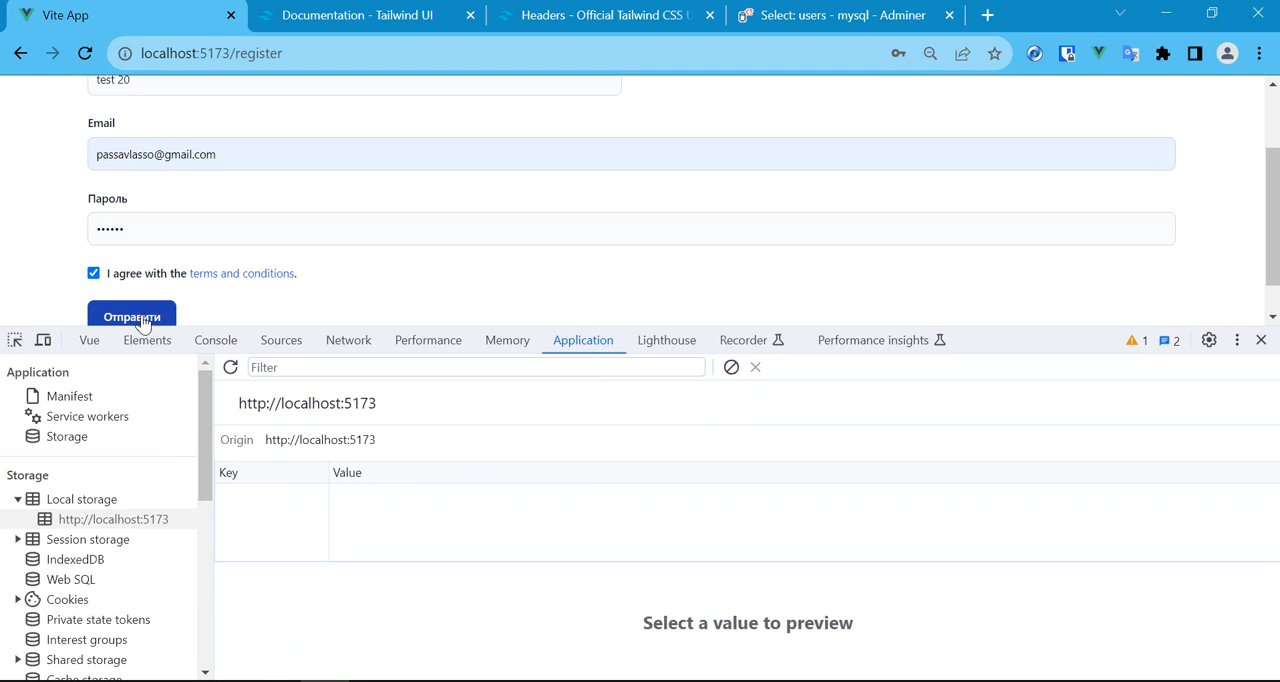 Vite App
Documentation - Tailwind UI
Headers - Official Tailwind CSS U
Select: users - mysql - Adminer
localhost:5173/register
test 20
Email
passavlasso@gmail.com
Пароль
••••••
I agree with the terms and conditions.
Отправити
Vue
Elements
Console
Sources
Network
Performance
Memory
Application
Lighthouse
Recorder
Performance insights
1
2
Application
Filter
Manifest
http://localhost:5173
Service workers
Storage
Origin http://localhost:5173
Storage
Key
Value
Local storage
http://localhost:5173
Session storage
IndexedDB
Web SQL
Cookies
Private state tokens
Select a value to preview
Interest groups
Shared storage
Cache storage